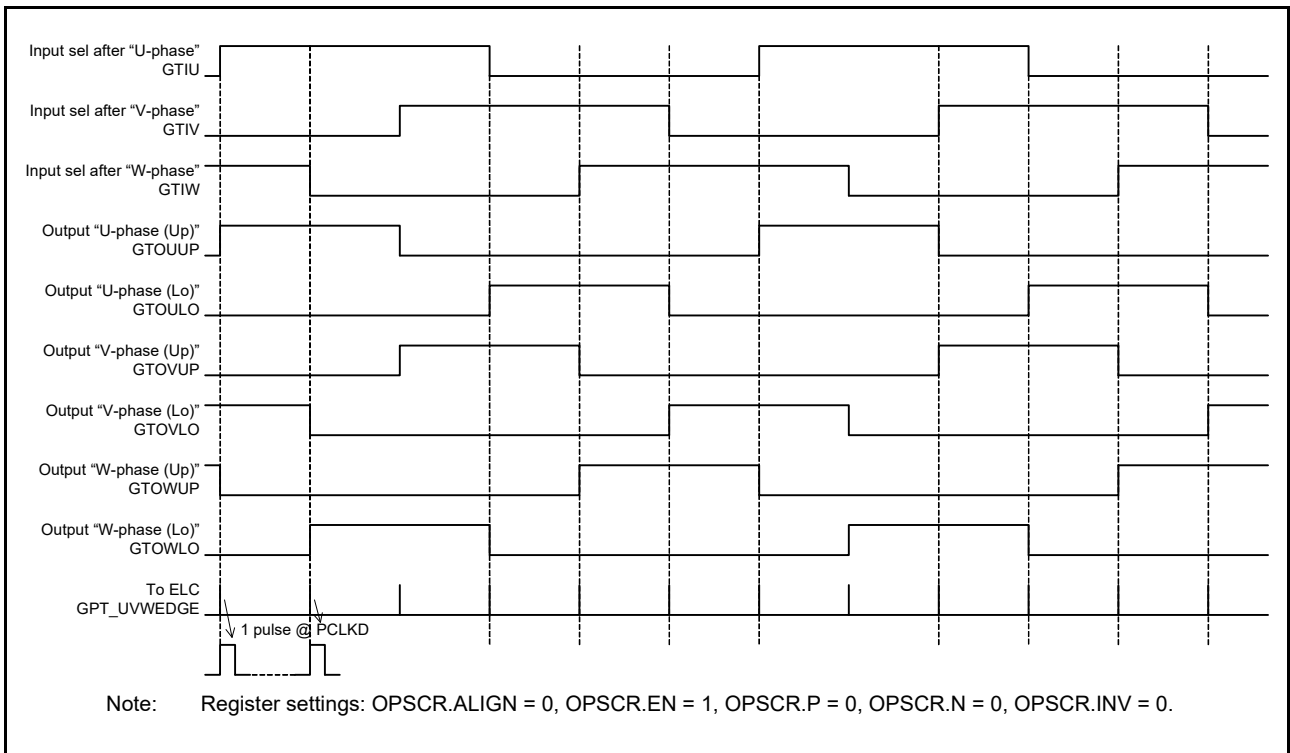 Input sel after “U-phase”
GTIU
Input sel after “V-phase”
GTIV
Input sel after “W-phase”
GTIW
Output “U-phase (Up)”
GTOUUP
Output “U-phase (Lo)”
GTOULO
Output “V-phase (Up)”
GTOVUP
Output “V-phase (Lo)”
GTOVLO
Output “W-phase (Up)”
GTOWUP
Output “W-phase (Lo)”
GTOWLO
To ELC
GPT_UVWEDGE
1 pulse @ PCLKD
Note: Register settings: OPSCR.ALIGN = 0, OPSCR.EN = 1, OPSCR.P = 0, OPSCR.N = 0, OPSCR.INV = 0.